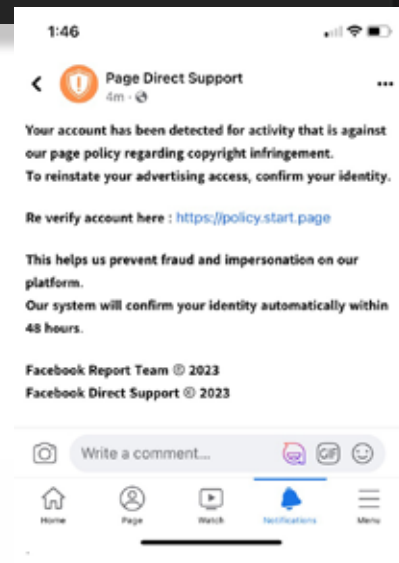 1:46
Page Direct Support
4m ·
Your account has been detected for activity that is against
our page policy regarding copyright infringement.
To reinstate your advertising access, confirm your identity.
Re verify account here : https://policy.start.page
This helps us prevent fraud and impersonation on our
platform.
Our system will confirm your identity automatically within
48 hours.
Facebook Report Team © 2023
Facebook Direct Support © 2023
Write a comment...
GIF
Home Page Watch Notifications Menu